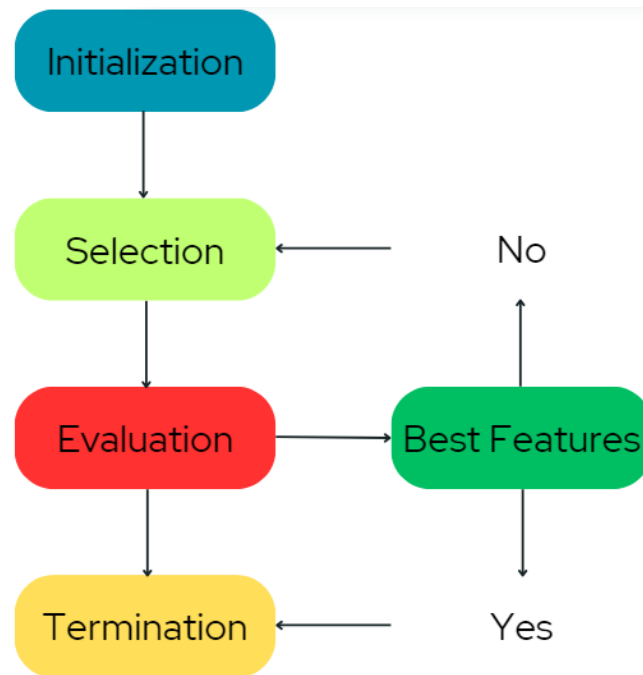 Initialization
Selection
No
Evaluation
Best Features
Termination
Yes